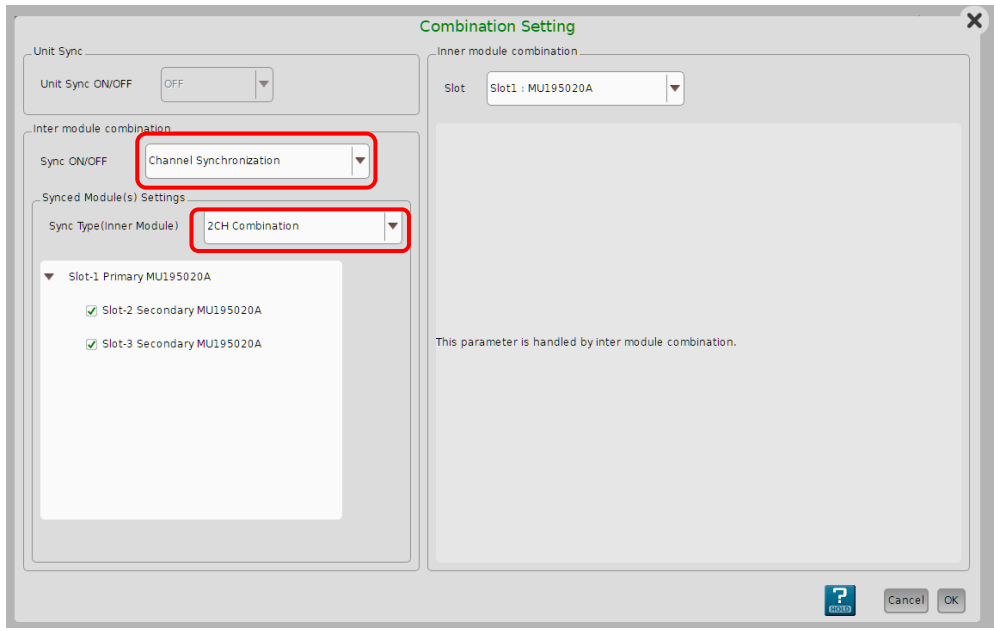 Combination Setting
Unit Sync
Unit Sync ON/OFF
OFF
Inter module combination
Sync ON/OFF
Channel Synchronization
Synced Module(s) Settings
Sync Type(Inner Module)
2CH Combination
Slot-1 Primary MU195020A
Slot-2 Secondary MU195020A
Slot-3 Secondary MU195020A
Inner module combination
Slot
Slot1 : MU195020A
This parameter is handled by inter module combination.
?
HOLD
Cancel
OK